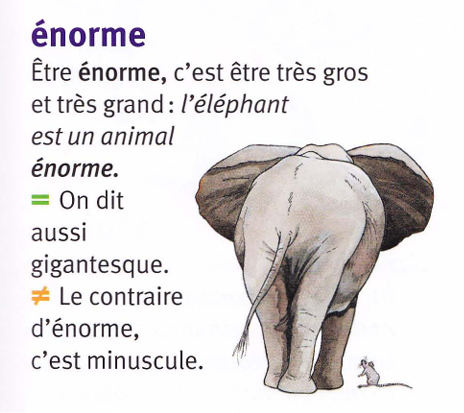 énorme
Être énorme, c'est être très gros
et très grand : l'éléphant
est un animal
énorme.
= On dit
aussi
gigantesque.
≠ Le contraire
d'énorme,
c'est minuscule.